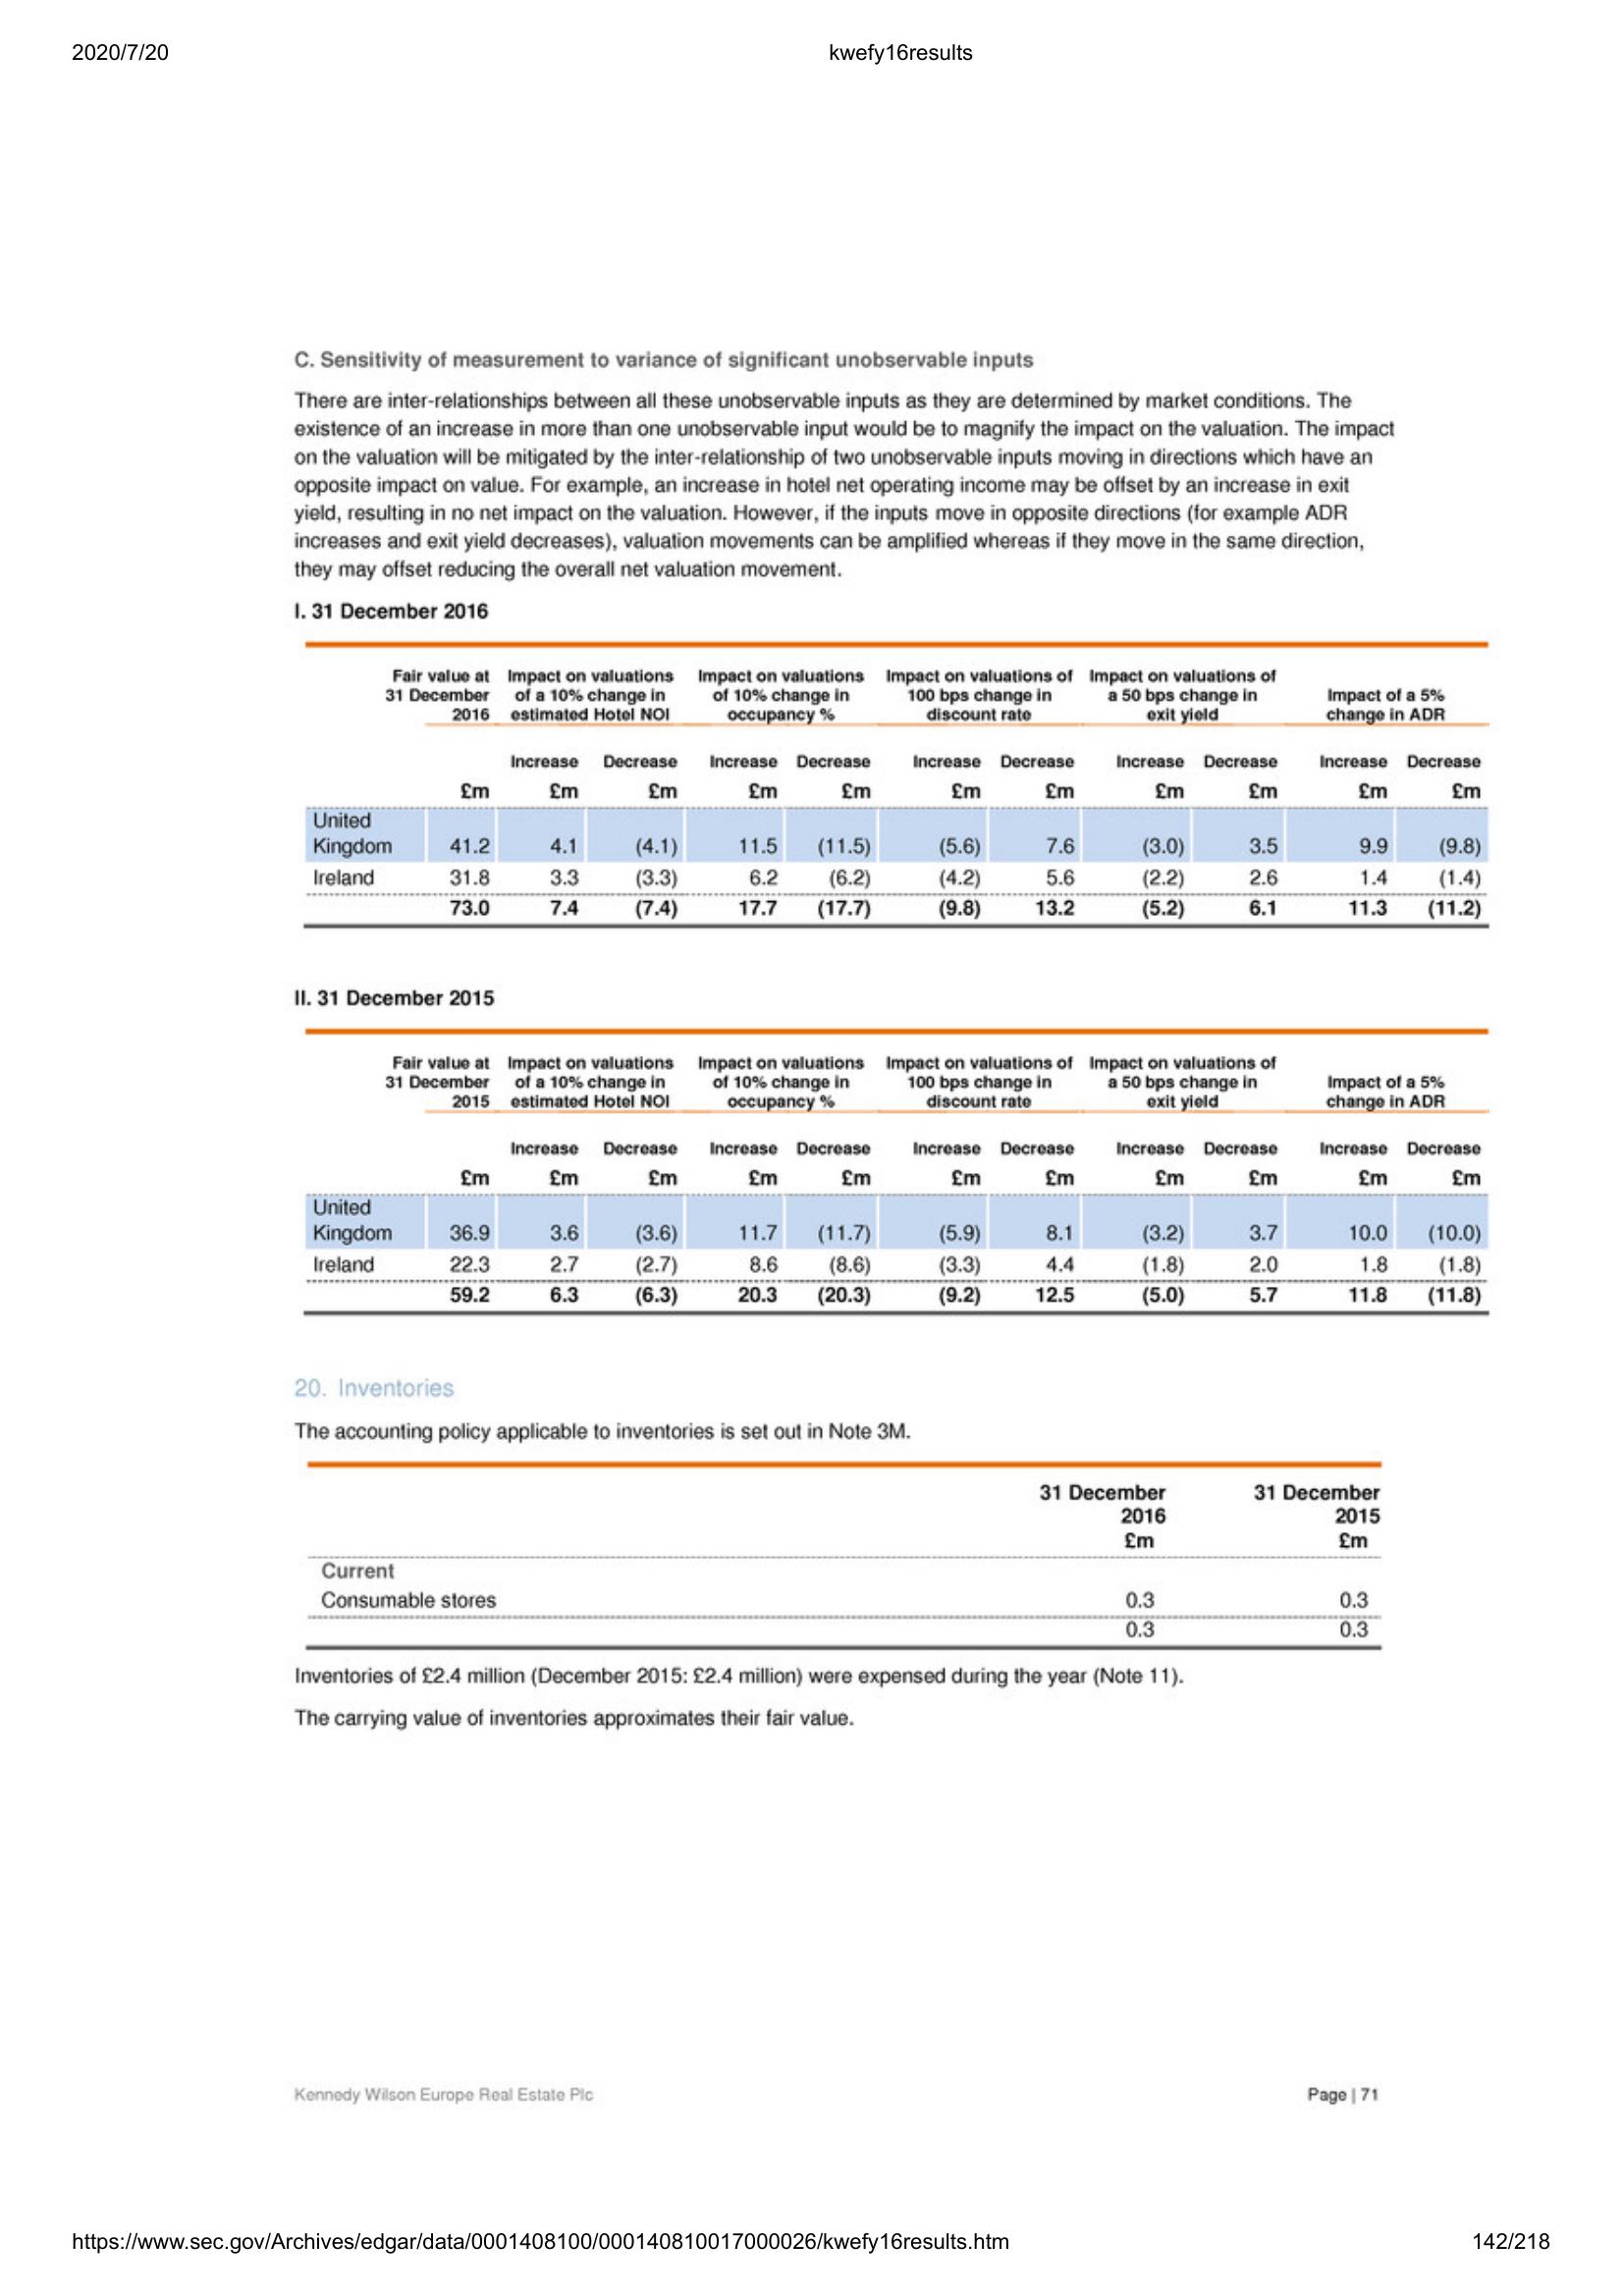 2020/7/20 kwefy16results
C. Sensitivity of measurement to variance of significant unobservable inputs
There are inter-relationships between all these unobservable inputs as they are determined by market conditions. The
existence of an increase in more than one unobservable input would be to magnify the impact on the valuation. The impact
on the valuation will be mitigated by the inter-relationship of two unobservable inputs moving in directions which have an
opposite impact on value. For example, an increase in hotel net operating income may be offset by an increase in exit
yield, resulting in no net impact on the valuation. However, if the inputs move in opposite directions (for example ADR
increases and exit yield decreases), valuation movements can be amplified whereas if they move in the same direction,
they may offset reducing the overall net valuation movement.
I. 31 December 2016
Fair value at Impact on valuations Impact on valuations Impact on valuations of Impact on valuations of
31 December of a 10% change in of 10% change in 100 bps change in a 50 bps change in Impact of a 5%
2016 estimated Hotel NOI occupancy % discount rate exit yield change in ADR
Increase Decrease Increase Decrease Increase Decrease Increase Decrease Increase Decrease
£m £m £m £m £m £m £m £m £m £m £m
United
Kingdom 41.2 4.1 (4.1) 11.5 (11.5) (5.6) 7.6 (3.0) 3.5 9.9 (9.8)
Ireland 31.8 3.3 (3.3) 6.2 (6.2) (4.2) 5.6 (2.2) 2.6 1.4 (1.4)
73.0 7.4 (7.4) 17.7 (17.7) (9.8) 13.2 (5.2) 6.1 11.3 (11.2)
II. 31 December 2015
Fair value at Impact on valuations Impact on valuations Impact on valuations of Impact on valuations of
31 December of a 10% change in of 10% change in 100 bps change in a 50 bps change in Impact of a 5%
2015 estimated Hotel NOI occupancy % discount rate exit yield change in ADR
Increase Decrease Increase Decrease Increase Decrease Increase Decrease Increase Decrease
£m £m £m £m £m £m £m £m £m £m £m
United
Kingdom 36.9 3.6 (3.6) 11.7 (11.7) (5.9) 8.1 (3.2) 3.7 10.0 (10.0)
Ireland 22.3 2.7 (2.7) 8.6 (8.6) (3.3) 4.4 (1.8) 2.0 1.8 (1.8)
59.2 6.3 (6.3) 20.3 (20.3) (9.2) 12.5 (5.0) 5.7 11.8 (11.8)
20. Inventories
The accounting policy applicable to inventories is set out in Note 3M.
31 December 31 December
2016 2015
£m £m
Current
Consumable stores 0.3 0.3
0.3 0.3
Inventories of £2.4 million (December 2015: £2.4 million) were expensed during the year (Note 11).
The carrying value of inventories approximates their fair value.
Kennedy Wilson Europe Real Estate Plc Page | 71
https://www.sec.gov/Archives/edgar/data/0001408100/000140810017000026/kwefy16results.htm 142/218